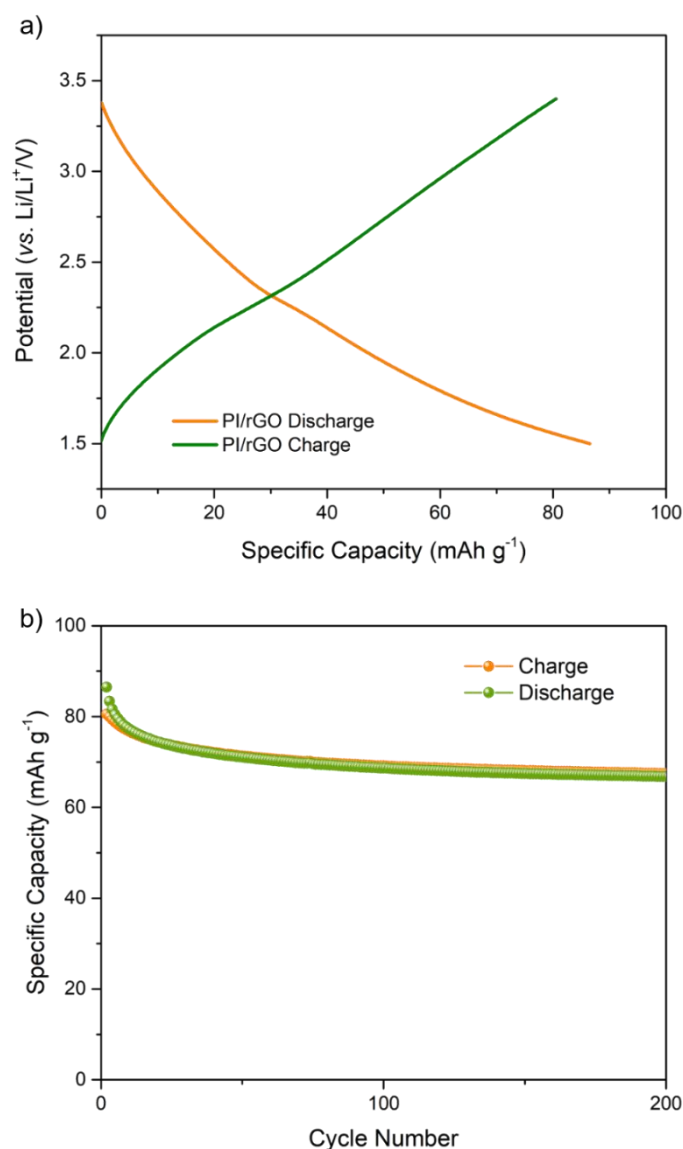 a)
3.5
3.0
2.5
2.0
1.5
Potential (vs. Li/Li⁺/V)
PI/rGO Discharge
PI/rGO Charge
0 20 40 60 80 100
Specific Capacity (mAh g⁻¹)
b)
100
80
60
40
20
0
Specific Capacity (mAh g⁻¹)
Charge
Discharge
0 100 200
Cycle Number